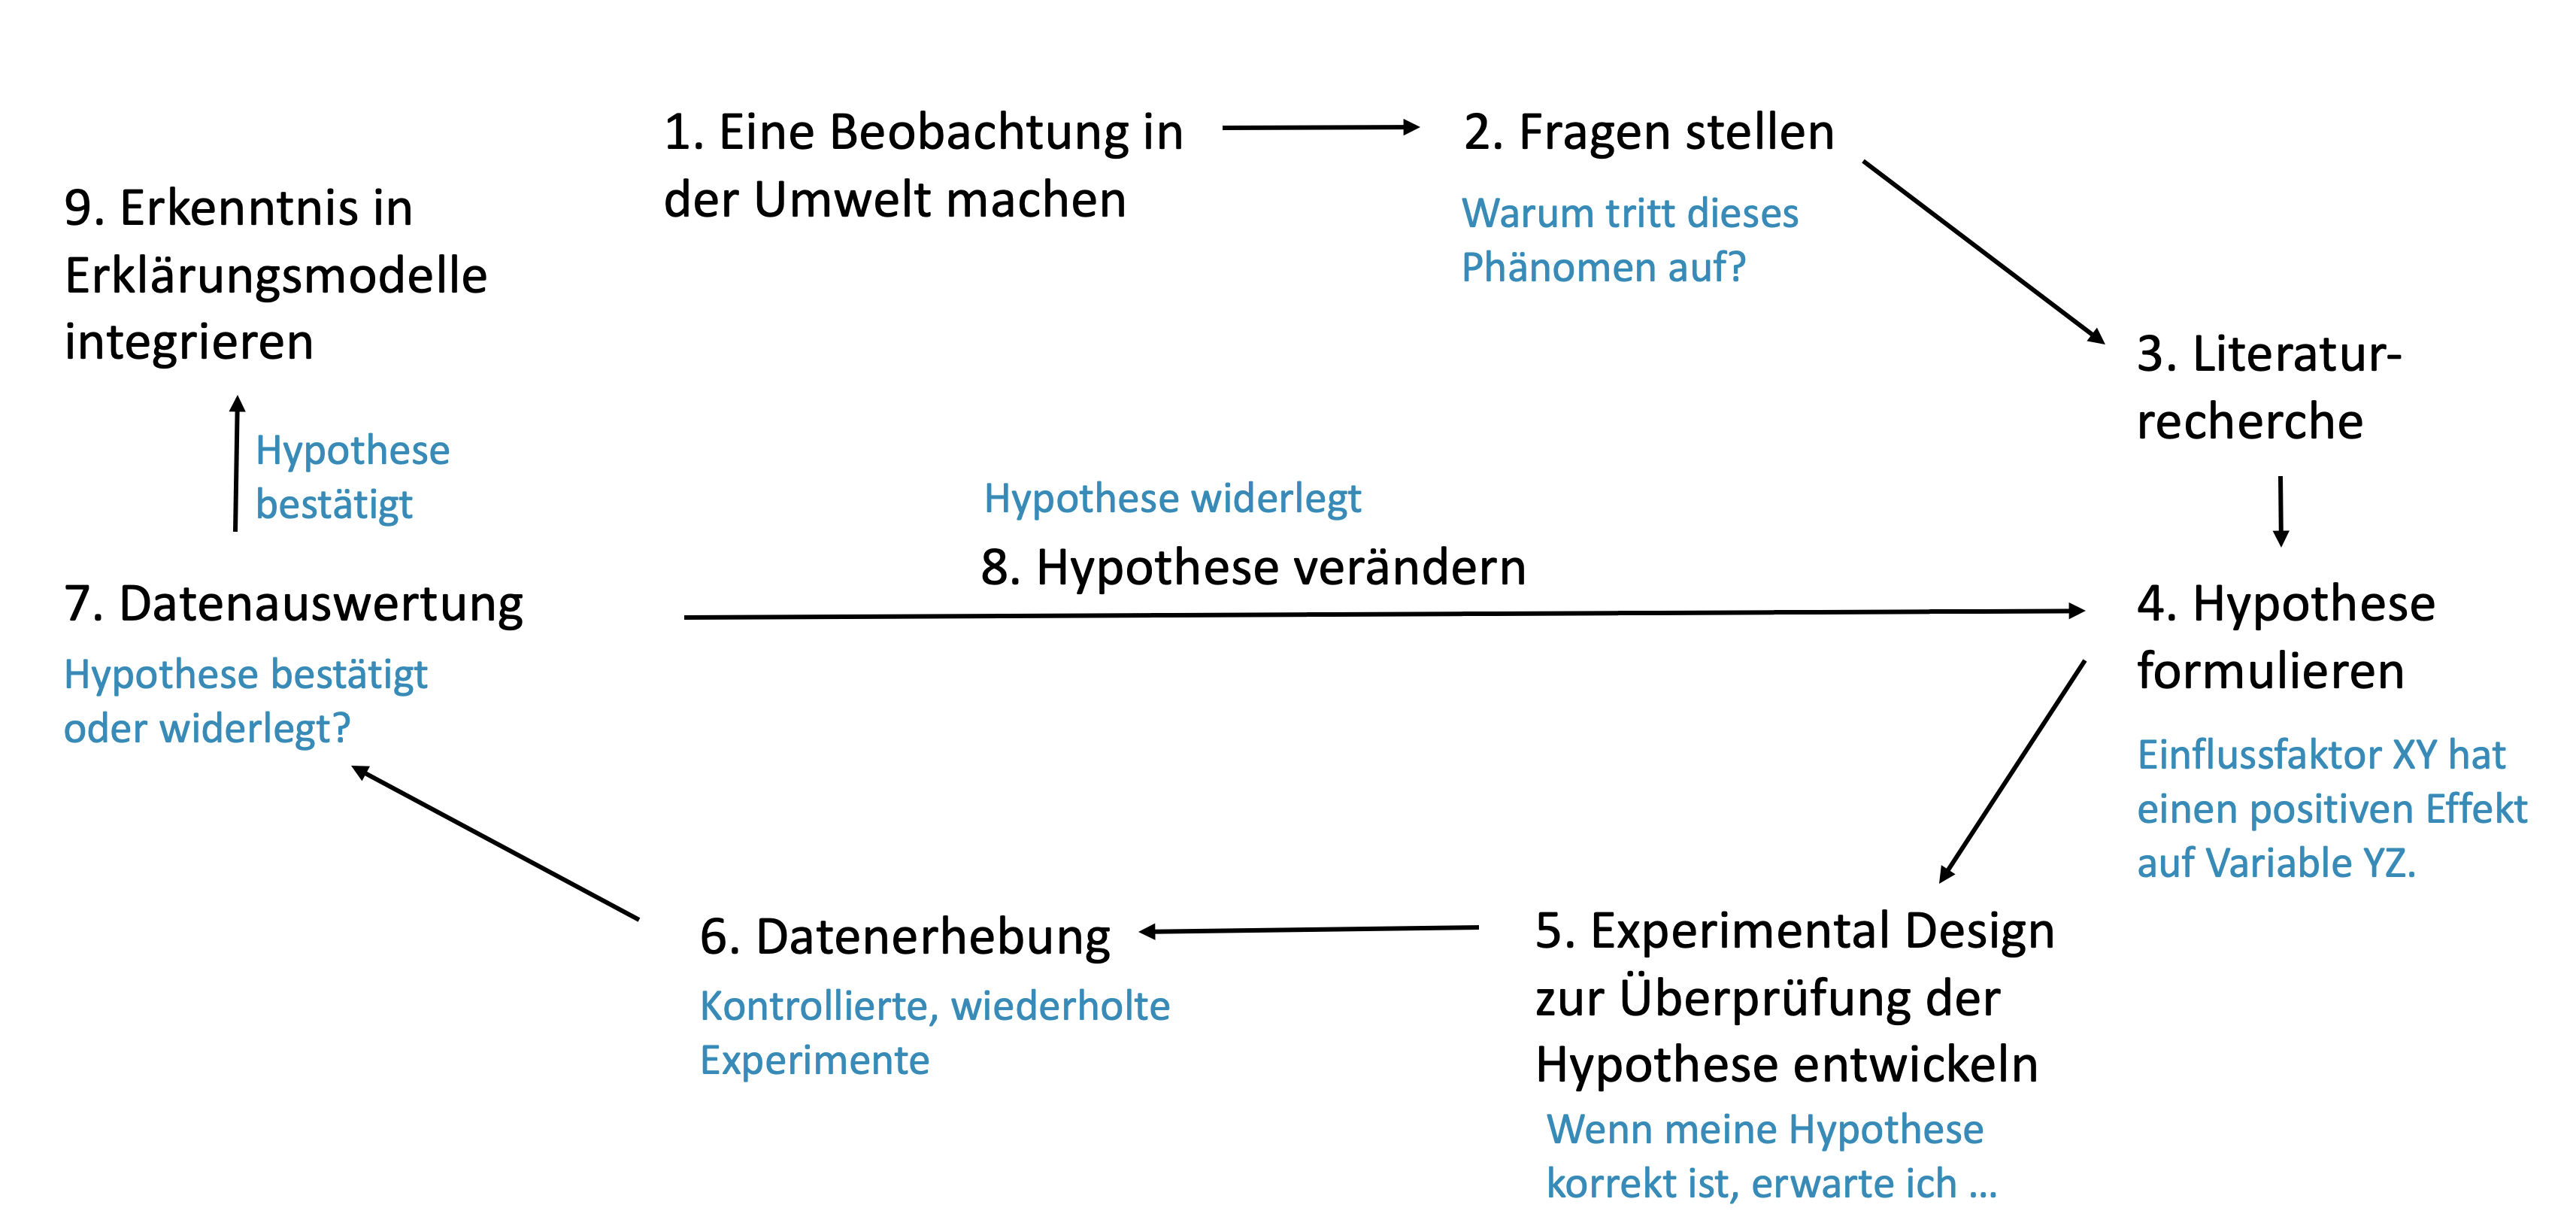 1. Eine Beobachtung in
der Umwelt machen
2. Fragen stellen
Warum tritt dieses
Phänomen auf?
3. Literatur-
recherche
4. Hypothese
formulieren
Einflussfaktor XY hat
einen positiven Effekt
auf Variable YZ.
5. Experimental Design
zur Überprüfung der
Hypothese entwickeln
Wenn meine Hypothese
korrekt ist, erwarte ich ...
6. Datenerhebung
Kontrollierte, wiederholte
Experimente
7. Datenauswertung
Hypothese bestätigt
oder widerlegt?
Hypothese widerlegt
8. Hypothese verändern
Hypothese
bestätigt
9. Erkenntnis in
Erklärungsmodelle
integrieren